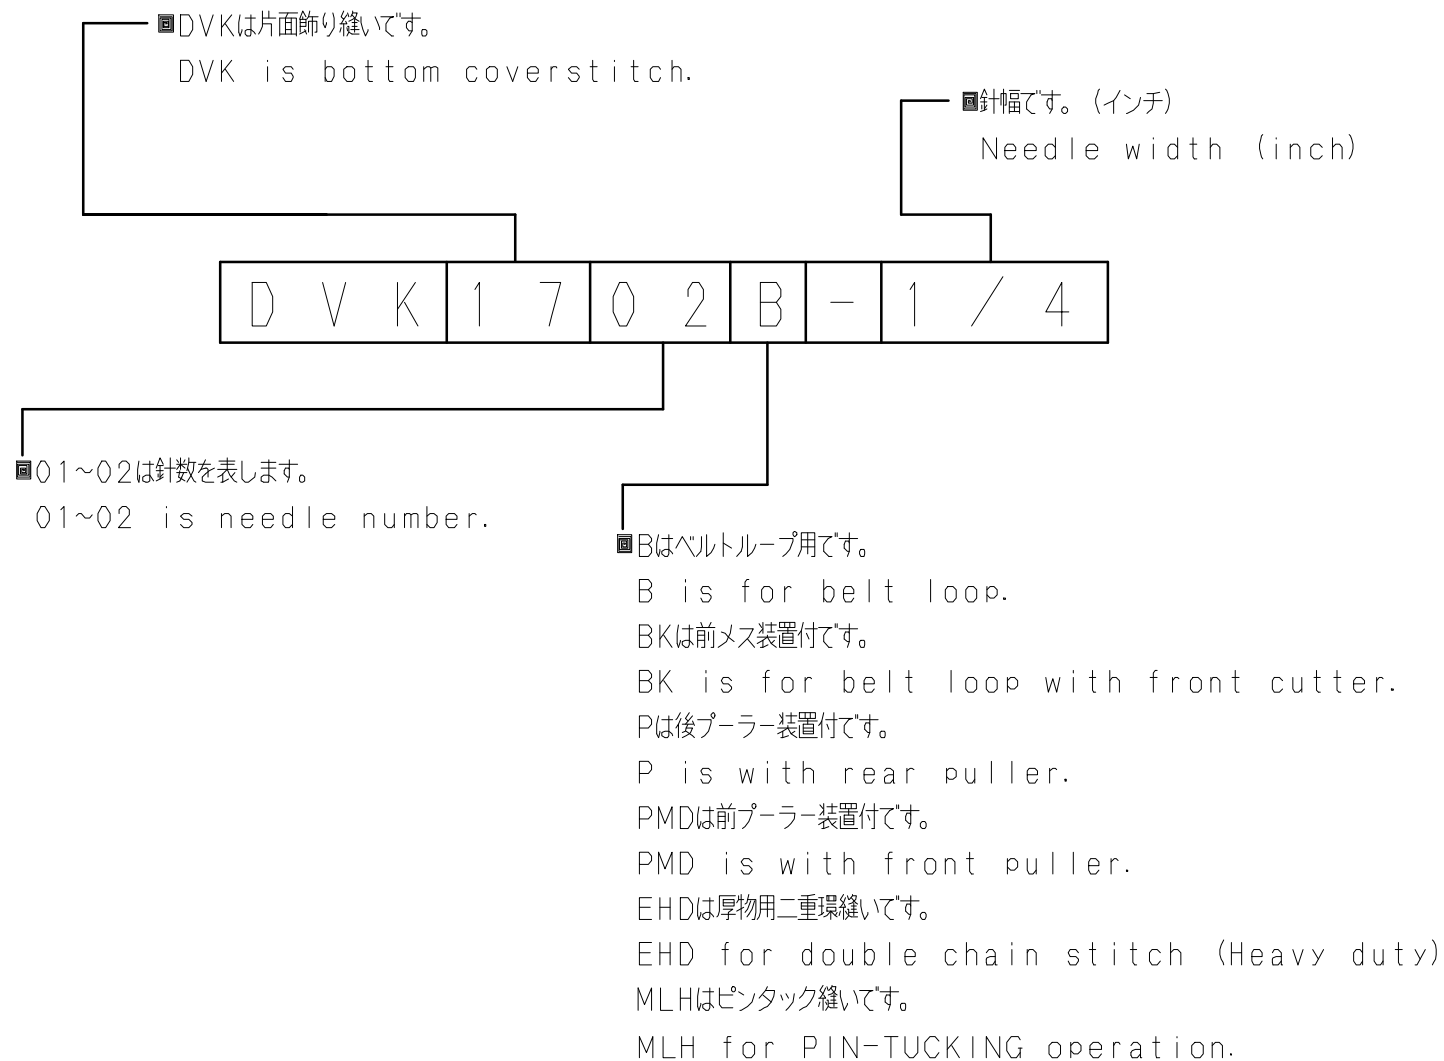 回DVKは片面飾り縫いです。
DVK is bottom coverstitch.
回針幅です。(インチ)
Needle width (inch)
DVK1702B-1/4
回01~02は針数を表します。
01~02 is needle number.
回Bはベルトループ用です。
B is for belt loop.
BKは前メス装置付です。
BK is for belt loop with front cutter.
Pは後プーラー装置付です。
P is with rear puller.
PMDは前プーラー装置付です。
PMD is with front puller.
EHDは厚物用二重環縫いです。
EHD for double chain stitch (Heavy duty)
MLHはピンタック縫いです。
MLH for PIN-TUCKING operation.